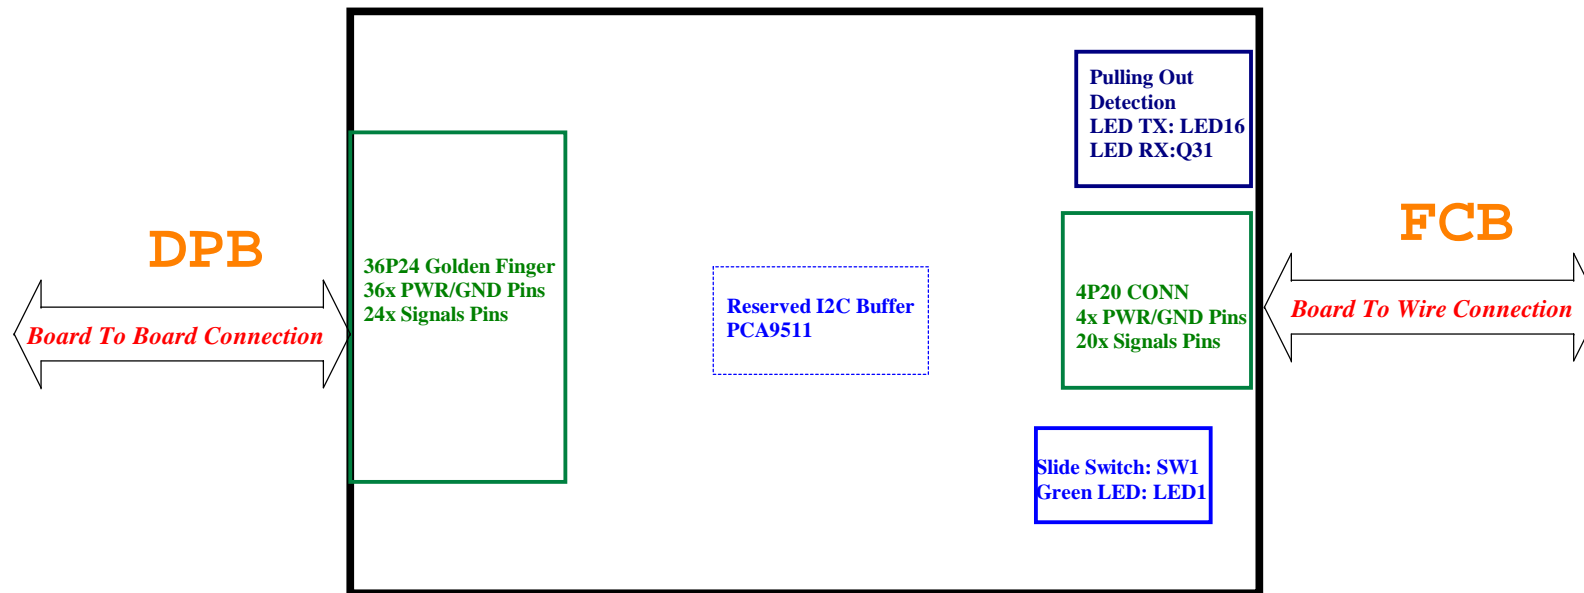 DPB
Board To Board Connection
36P24 Golden Finger
36x PWR/GND Pins
24x Signals Pins
Reserved I2C Buffer
PCA9511
Pulling Out
Detection
LED TX: LED16
LED RX:Q31
4P20 CONN
4x PWR/GND Pins
20x Signals Pins
Slide Switch: SW1
Green LED: LED1
FCB
Board To Wire Connection